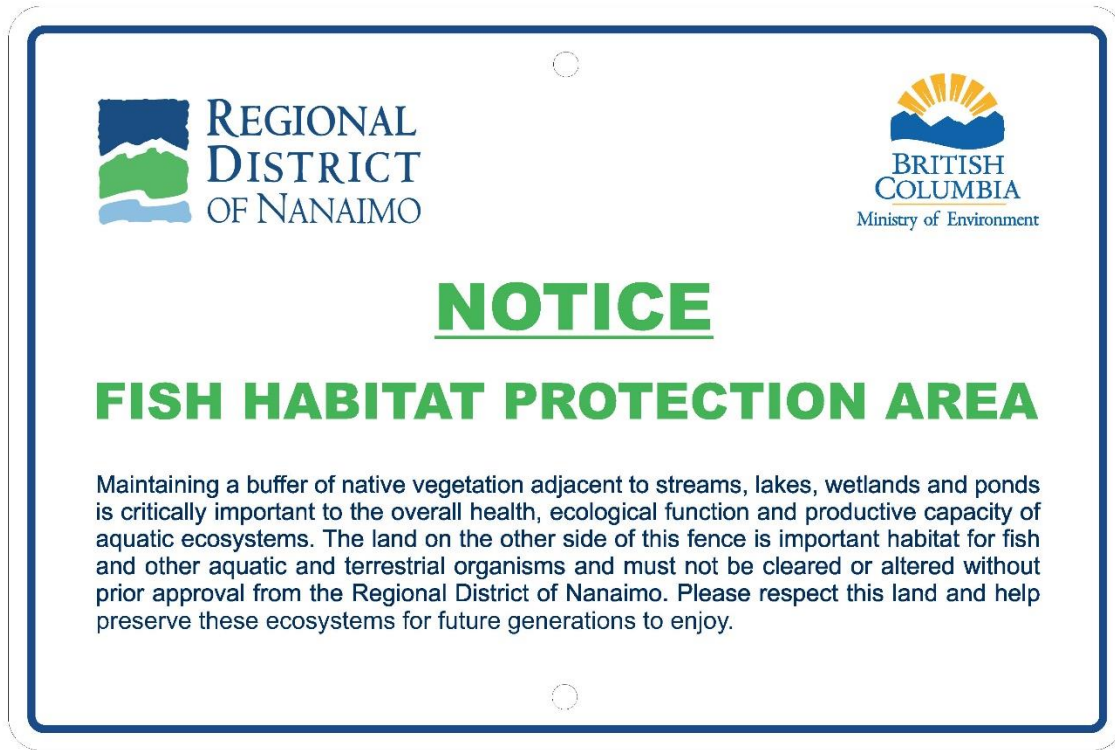 REGIONAL
DISTRICT
OF NANAIMO
BRITISH
COLUMBIA
Ministry of Environment
NOTICE
FISH HABITAT PROTECTION AREA
Maintaining a buffer of native vegetation adjacent to streams, lakes, wetlands and ponds
is critically important to the overall health, ecological function and productive capacity of
aquatic ecosystems. The land on the other side of this fence is important habitat for fish
and other aquatic and terrestrial organisms and must not be cleared or altered without
prior approval from the Regional District of Nanaimo. Please respect this land and help
preserve these ecosystems for future generations to enjoy.